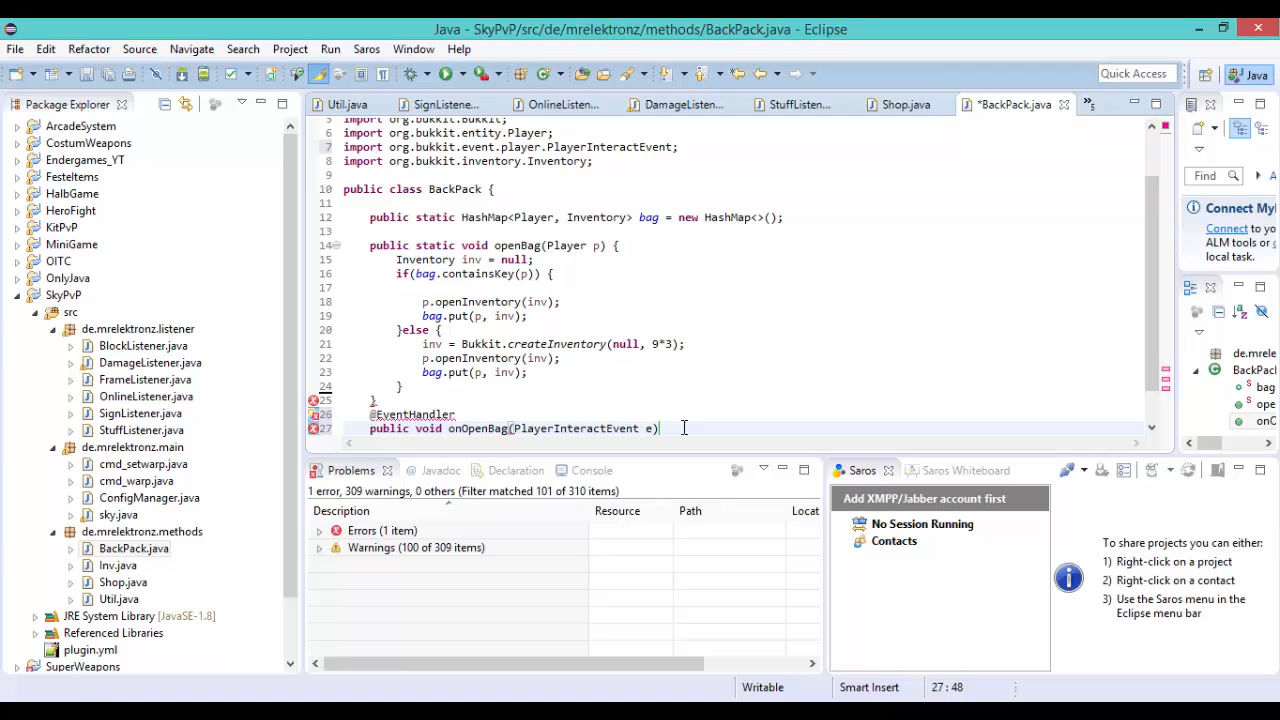 Java - SkyPvP/src/de/mrelektronz/methods/BackPack.java - Eclipse
File Edit Refactor Source Navigate Search Project Run Saros Window Help
Quick Access
Java
Package Explorer
ArcadeSystem
CostumWeapons
Endergames_YT
FesteItems
HalbGame
HeroFight
KitPvP
MiniGame
OITC
OnlyJava
SkyPvP
src
de.mrelektronz.listener
BlockListener.java
DamageListener.java
FrameListener.java
OnlineListener.java
SignListener.java
StuffListener.java
de.mrelektronz.main
cmd_setwarp.java
cmd_warp.java
ConfigManager.java
sky.java
de.mrelektronz.methods
BackPack.java
Inv.java
Shop.java
Util.java
JRE System Library [JavaSE-1.8]
Referenced Libraries
plugin.yml
SuperWeapons
Util.java SignListene... OnlineListen... DamageListen... StuffListen... Shop.java *BackPack.java »5
5 import org.bukkit.Bukkit;
6 import org.bukkit.entity.Player;
7 import org.bukkit.event.player.PlayerInteractEvent;
8 import org.bukkit.inventory.Inventory;
9
10 public class BackPack {
11
12 public static HashMap<Player, Inventory> bag = new HashMap<>();
13
14 public static void openBag(Player p) {
15 Inventory inv = null;
16 if(bag.containsKey(p)) {
17
18 p.openInventory(inv);
19 bag.put(p, inv);
20 }else {
21 inv = Bukkit.createInventory(null, 9*3);
22 p.openInventory(inv);
23 bag.put(p, inv);
24 }
25 }
26 @EventHandler
27 public void onOpenBag(PlayerInteractEvent e)
Find A
Connect My
Connect to yo
ALM tools or c
local task.
de.mrele
BackPac
bag
ope
onC
Problems Javadoc Declaration Console
1 error, 309 warnings, 0 others (Filter matched 101 of 310 items)
Description Resource Path Locat
Errors (1 item)
Warnings (100 of 309 items)
Saros Saros Whiteboard
Add XMPP/Jabber account first
No Session Running
Contacts
To share projects you can either:
1) Right-click on a project
2) Right-click on a contact
3) Use the Saros menu in the
Eclipse menu bar
Writable Smart Insert 27 : 48